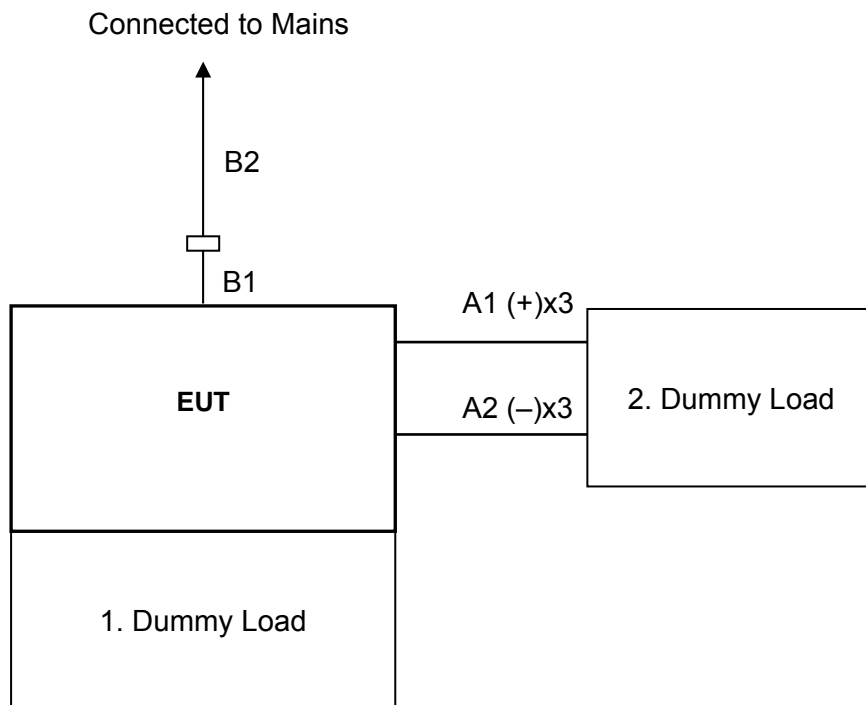 Connected to Mains
B2
B1
A1 (+)x3
EUT
A2 (–)x3
2. Dummy Load
1. Dummy Load